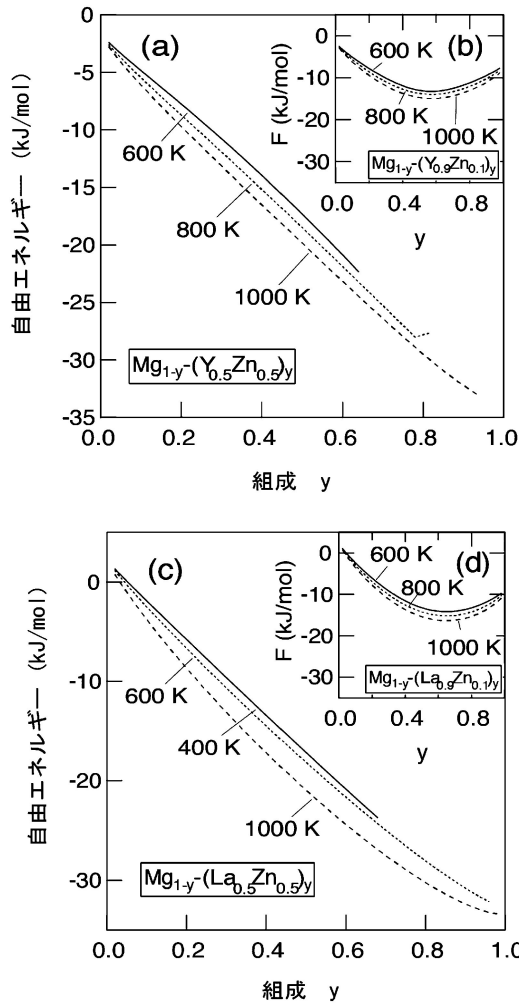 (a)
(b)
0
-5
-10
-15
-20
-25
-30
-35
0.0
0.2
0.4
0.6
0.8
1.0
自由エネルギー (kJ/mol)
組成 y
600 K
800 K
1000 K
Mg1-y-(Y0.5Zn0.5)y
F (kJ/mol)
0
-10
-20
-30
600 K
800 K
1000 K
Mg1-y-(Y0.9Zn0.1)y
0.0
0.4
0.8
y
(c)
(d)
0
-10
-20
-30
0.0
0.2
0.4
0.6
0.8
1.0
自由エネルギー (kJ/mol)
組成 y
600 K
400 K
1000 K
Mg1-y-(La0.5Zn0.5)y
F (kJ/mol)
0
-10
-20
-30
600 K
800 K
1000 K
Mg1-y-(La0.9Zn0.1)y
0.0
0.4
0.8
y